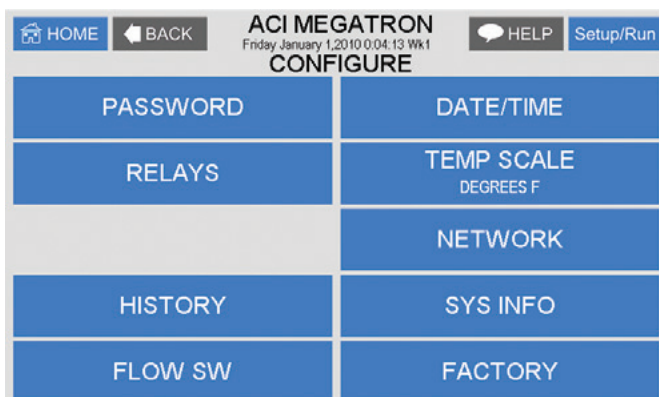 HOME
BACK
ACI MEGATRON
Friday January 1,2010 0:04:13 Wk1
CONFIGURE
HELP
Setup/Run
PASSWORD
DATE/TIME
RELAYS
TEMP SCALE
DEGREES F
NETWORK
HISTORY
SYS INFO
FLOW SW
FACTORY